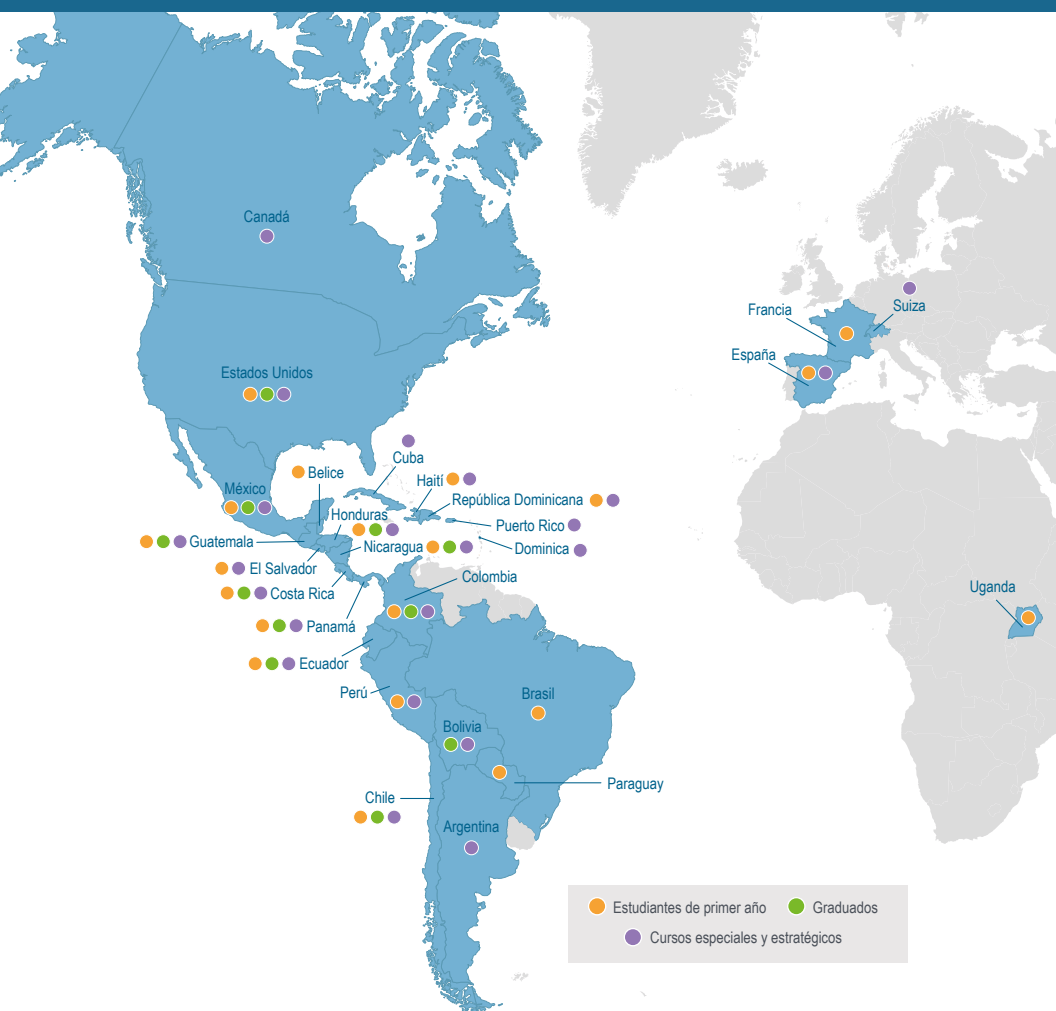 Canadá
Francia
Suiza
España
Estados Unidos
Cuba
Belice
Haití
México
República Dominicana
Honduras
Puerto Rico
Guatemala
Nicaragua
Dominica
El Salvador
Colombia
Costa Rica
Uganda
Panamá
Ecuador
Perú
Brasil
Bolivia
Paraguay
Chile
Argentina
Estudiantes de primer año
Graduados
Cursos especiales y estratégicos